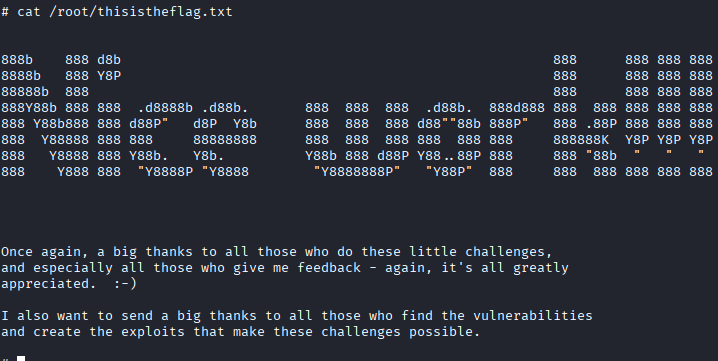 # cat /root/thisistheflag.txt
888b    888 d8b                                                      888      888 888 888
8888b   888 Y8P                                                      888      888 888 888
88888b  888                                                          888      888 888 888
888Y88b 888 888  .d8888b .d88b.       888  888  888  .d88b.  888d888 888  888 888 888 888
888 Y88b888 888 d88P"   d8P  Y8b      888  888  888 d88""88b 888P"   888 .88P 888 888 888
888  Y88888 888 888     88888888      888  888  888 888  888 888     888888K  Y8P Y8P Y8P
888   Y8888 888 Y88b.   Y8b.          Y88b 888 d88P Y88..88P 888     888 "88b  "   "   "
888    Y888 888  "Y8888P "Y8888        "Y8888888P"   "Y88P"  888     888  888 888 888 888
Once again, a big thanks to all those who do these little challenges,
and especially all those who give me feedback - again, it's all greatly
appreciated.  :-)
I also want to send a big thanks to all those who find the vulnerabilities
and create the exploits that make these challenges possible.
#